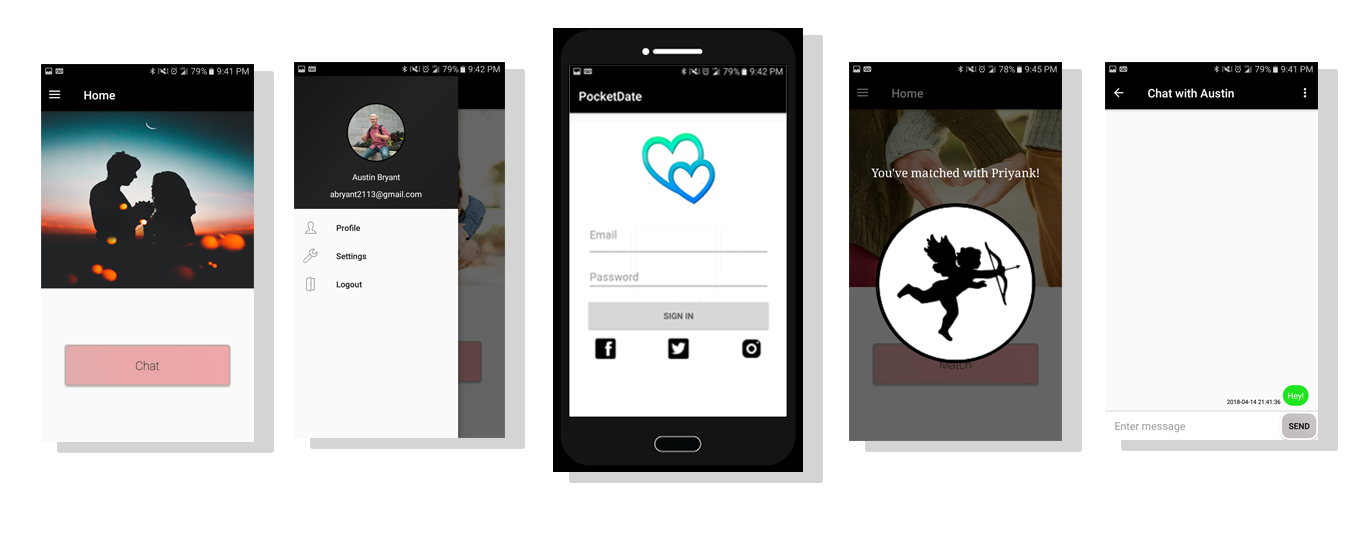 79% 9:41 PM
Home
Chat
79% 9:42 PM
Austin Bryant
abryant2113@gmail.com
Profile
Settings
Logout
79% 9:42 PM
PocketDate
Email
Password
SIGN IN
78% 9:45 PM
Home
You've matched with Priyank!
Match
79% 9:41 PM
Chat with Austin
2018-04-14 21:41:36
Hey!
Enter message
SEND